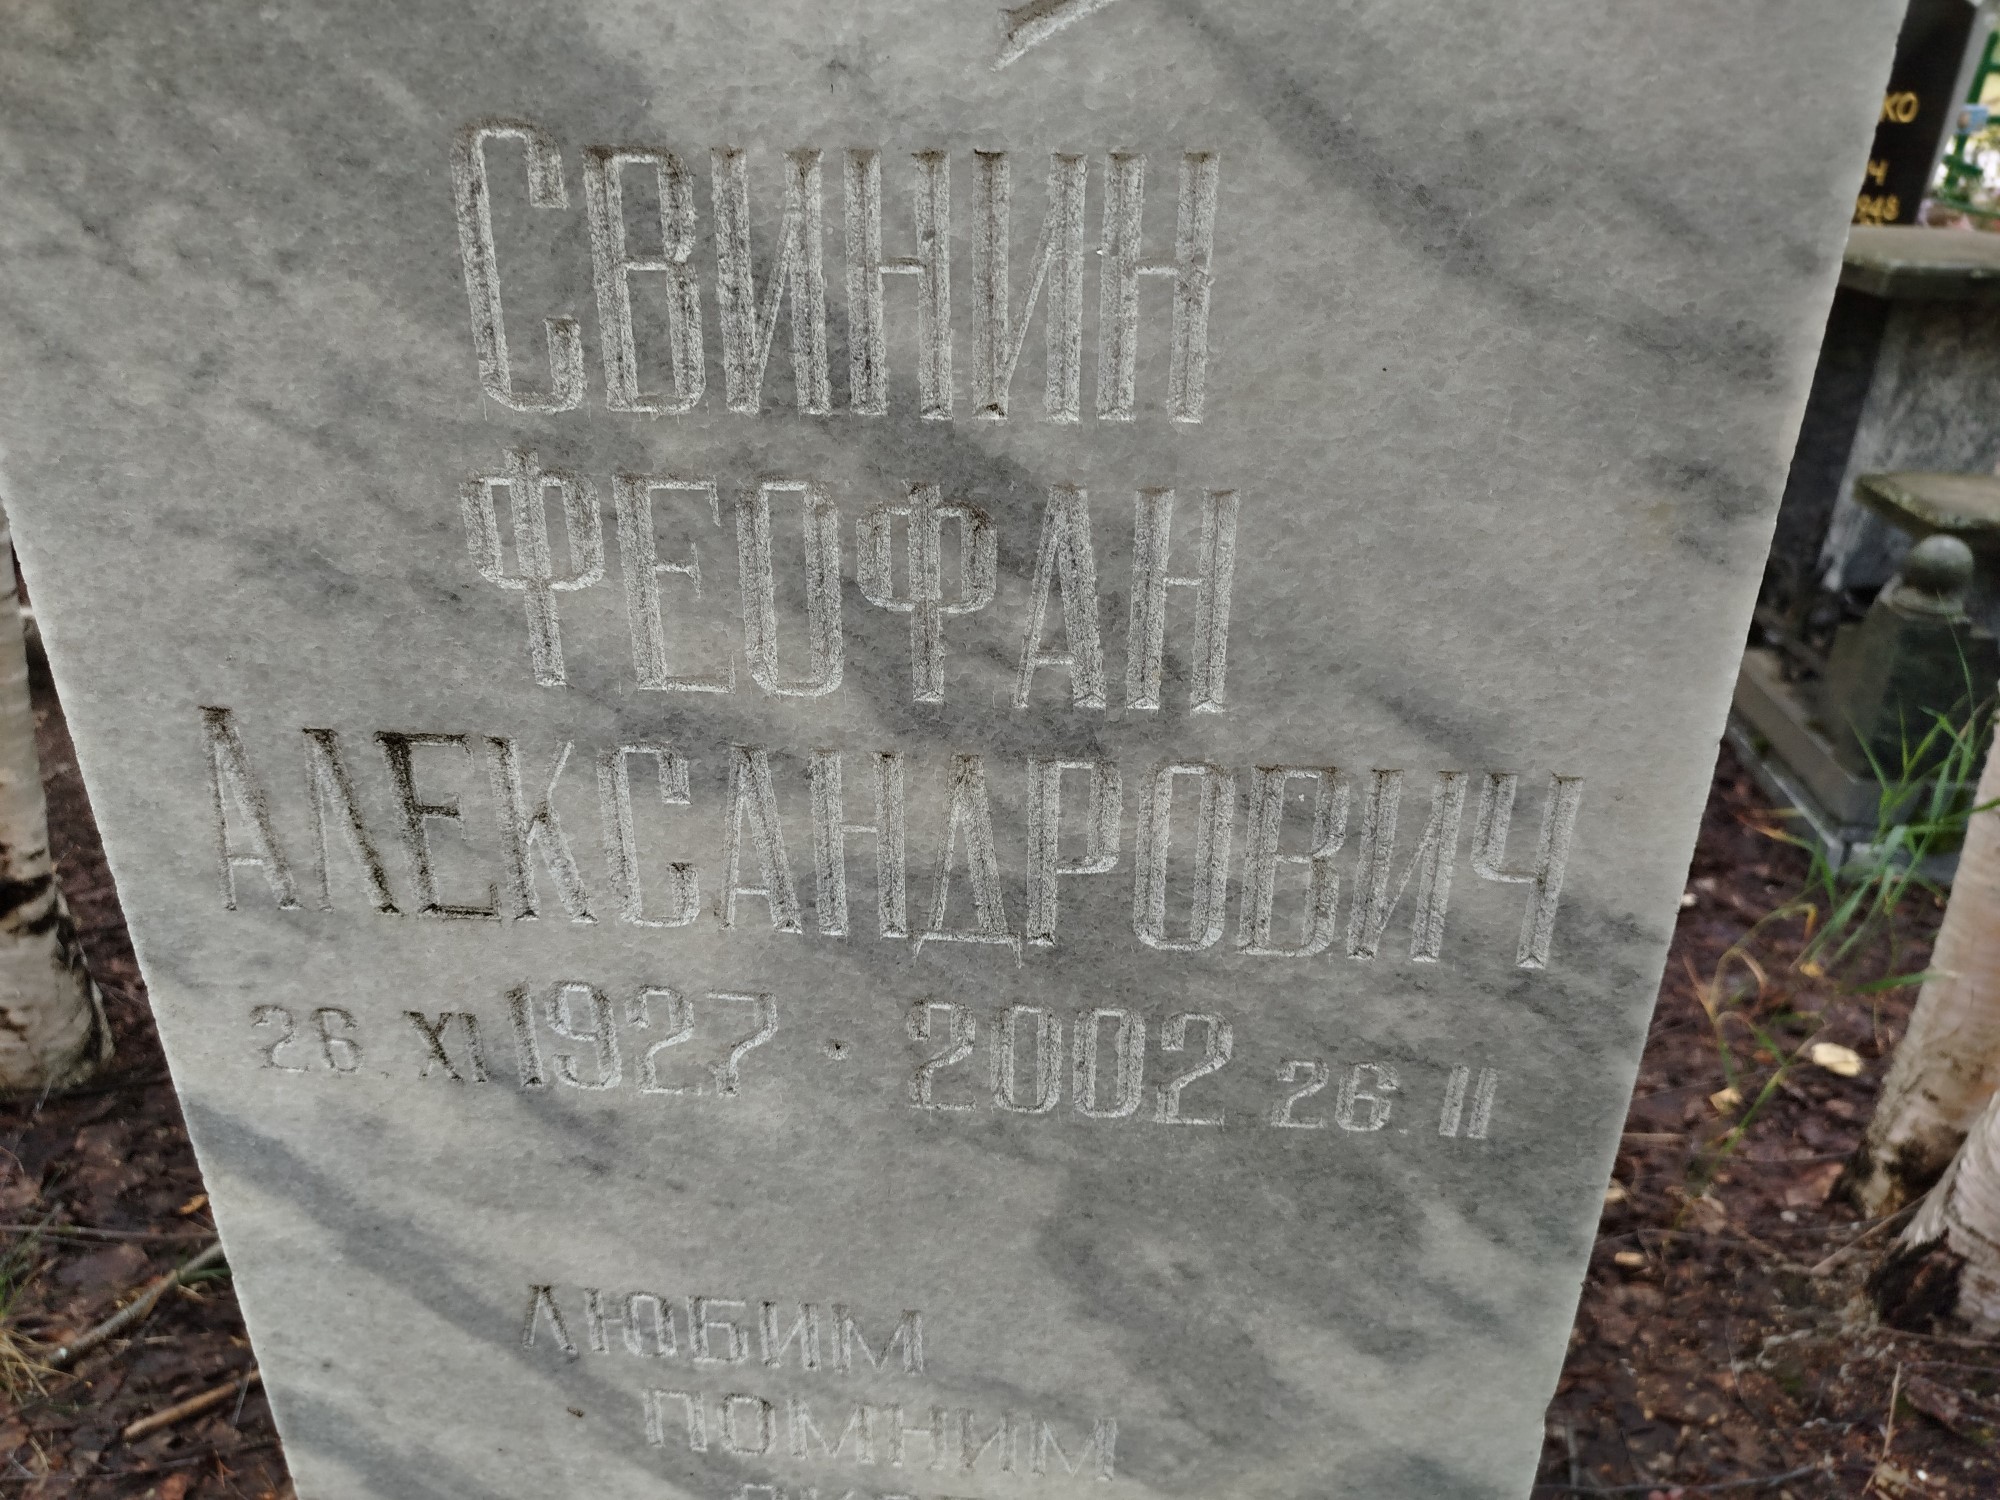 СВИНИН
ФЕОФАН
АЛЕКСАНДРОВИЧ
26. XI 1927 · 2002 26. II
ЛЮБИМ
ПОМНИМ